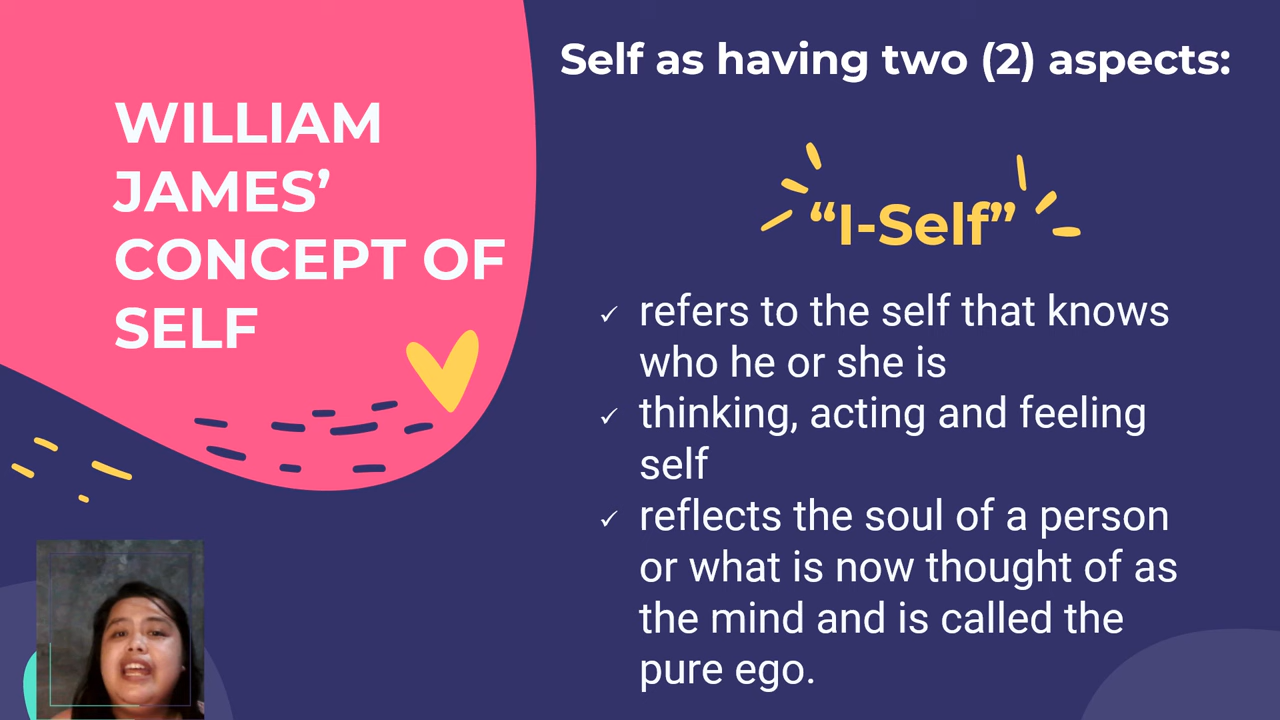 WILLIAM
JAMES’
CONCEPT OF
SELF
Self as having two (2) aspects:
“I-Self”
✓ refers to the self that knows
who he or she is
✓ thinking, acting and feeling
self
✓ reflects the soul of a person
or what is now thought of as
the mind and is called the
pure ego.